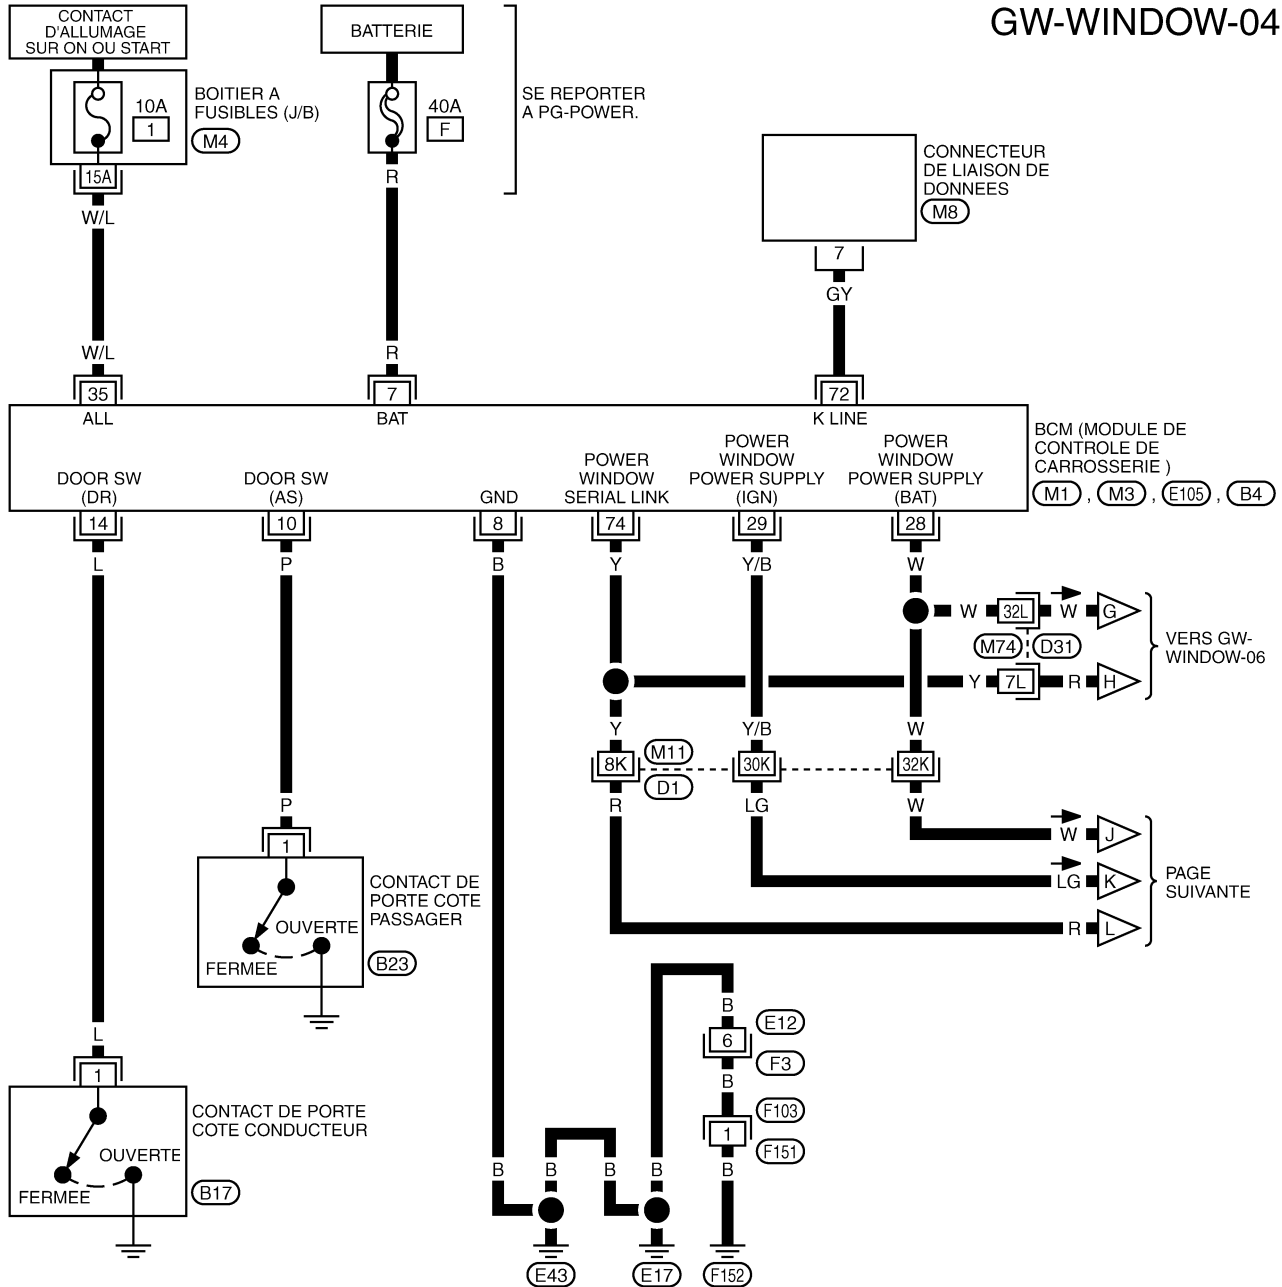 GW-WINDOW-04
CONTACT
D'ALLUMAGE
SUR ON OU START
BATTERIE
10A
1
BOITIER A
FUSIBLES (J/B)
M4
40A
F
SE REPORTER
A PG-POWER.
15A
W/L
R
CONNECTEUR
DE LIAISON DE
DONNEES
M8
7
GY
W/L
R
35
7
72
ALL
BAT
K LINE
BCM (MODULE DE
CONTROLE DE
CARROSSERIE )
M1 , M3 , E105 , B4
DOOR SW
(DR)
DOOR SW
(AS)
GND
POWER
WINDOW
SERIAL LINK
POWER
WINDOW
POWER SUPPLY
(IGN)
POWER
WINDOW
POWER SUPPLY
(BAT)
14
10
8
74
29
28
L
P
B
Y
Y/B
W
W
32L
W
G
M74
D31
VERS GW-
WINDOW-06
Y
7L
R
H
Y
Y/B
W
8K
M11
D1
30K
32K
R
LG
W
W
J
LG
K
R
L
PAGE
SUIVANTE
P
1
CONTACT DE
PORTE COTE
PASSAGER
OUVERTE
FERMEE
B23
L
1
CONTACT DE PORTE
COTE CONDUCTEUR
OUVERTE
FERMEE
B17
B
6
E12
F3
B
F103
1
F151
B
B
B
B
B
E43
E17
F152